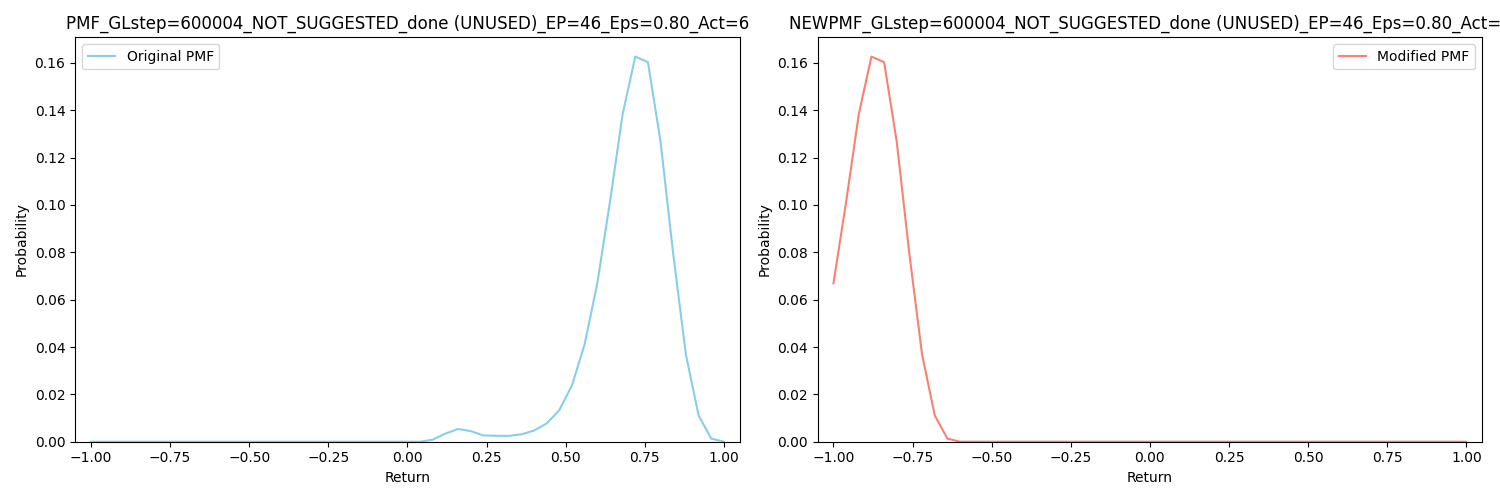 PMF_GLstep=600004_NOT_SUGGESTED_done (UNUSED)_EP=46_Eps=0.80_Act=6
Original PMF
0.16
0.14
0.12
0.10
0.08
0.06
0.04
0.02
0.00
Probability
−1.00 −0.75 −0.50 −0.25 0.00 0.25 0.50 0.75 1.00
Return
NEWPMF_GLstep=600004_NOT_SUGGESTED_done (UNUSED)_EP=46_Eps=0.80_Act=
Modified PMF
0.16
0.14
0.12
0.10
0.08
0.06
0.04
0.02
0.00
Probability
−1.00 −0.75 −0.50 −0.25 0.00 0.25 0.50 0.75 1.00
Return